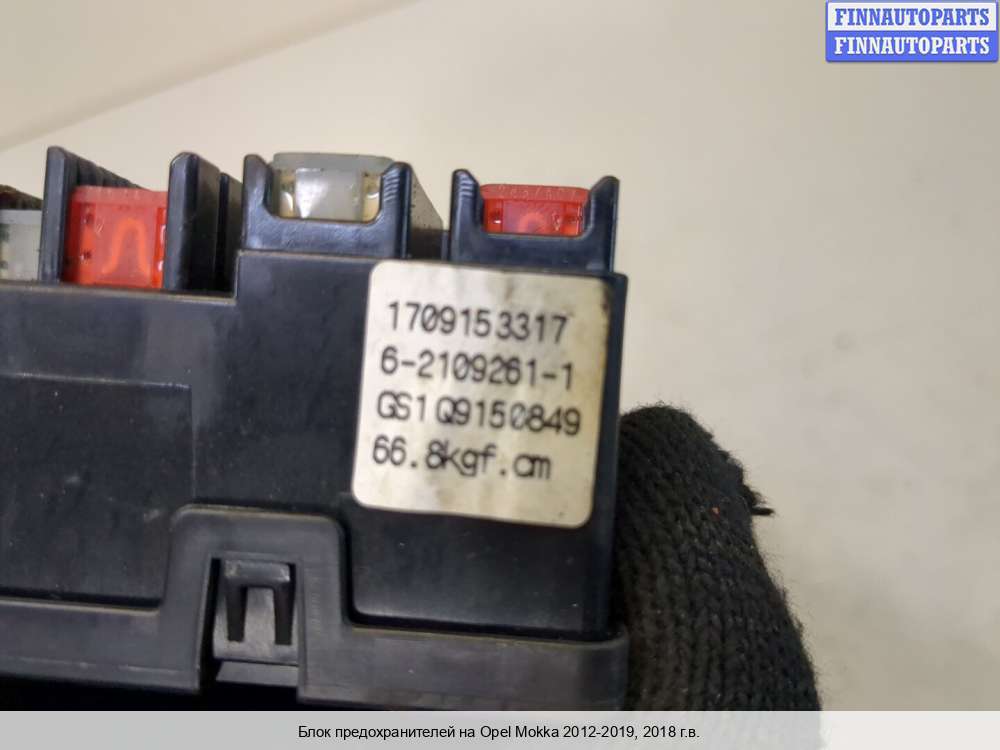 FINNAUTOPARTS
FINNAUTOPARTS
1709153317
6-2109261-1
GS1Q9150849
66.8kgf.cm
Блок предохранителей на Opel Mokka 2012-2019, 2018 г.в.